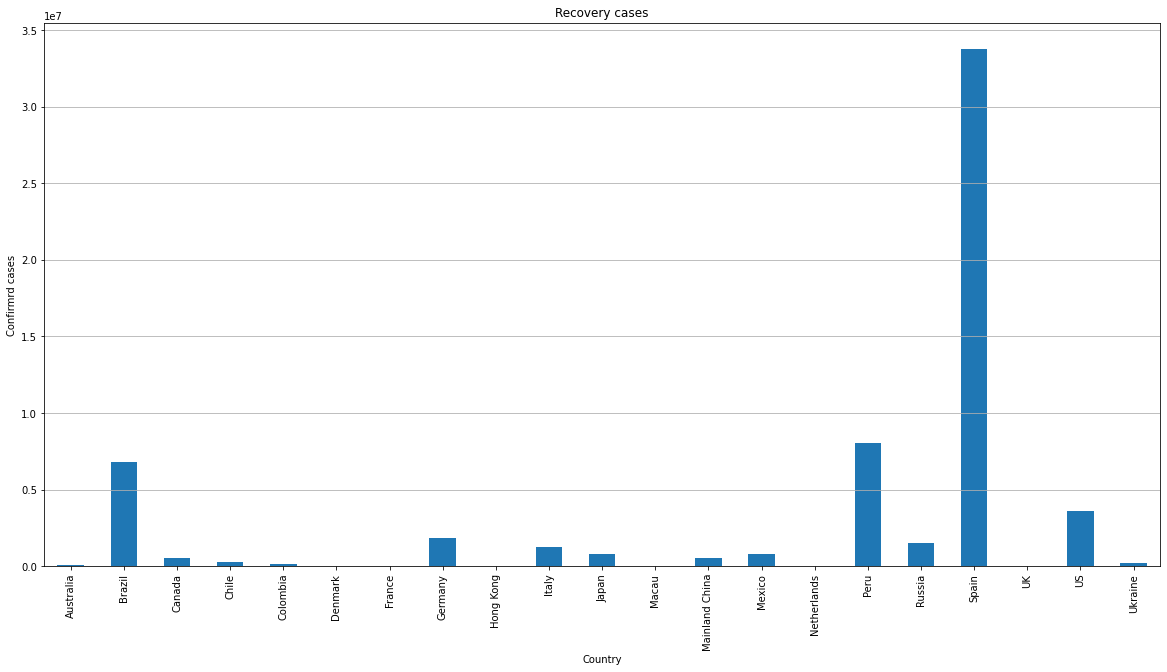 Recovery cases
1e7
3.5
3.0
2.5
2.0
1.5
1.0
0.5
0.0
Confirmrd cases
Australia
Brazil
Canada
Chile
Colombia
Denmark
France
Germany
Hong Kong
Italy
Japan
Macau
Mainland China
Mexico
Netherlands
Peru
Russia
Spain
UK
US
Ukraine
Country